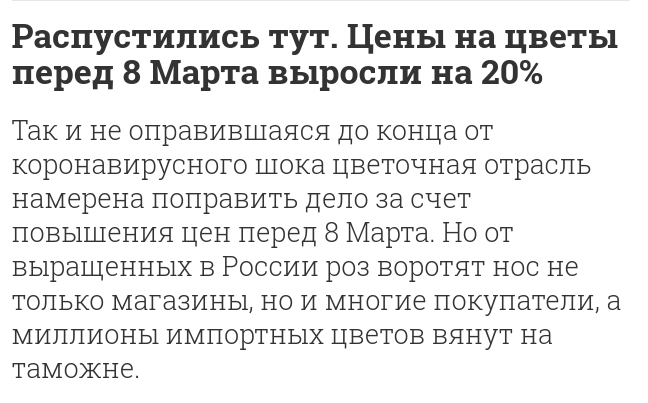 Распустились тут. Цены на цветы
перед 8 Марта выросли на 20%
Так и не оправившаяся до конца от
коронавирусного шока цветочная отрасль
намерена поправить дело за счет
повышения цен перед 8 Марта. Но от
выращенных в России роз воротят нос не
только магазины, но и многие покупатели, а
миллионы импортных цветов вянут на
таможне.